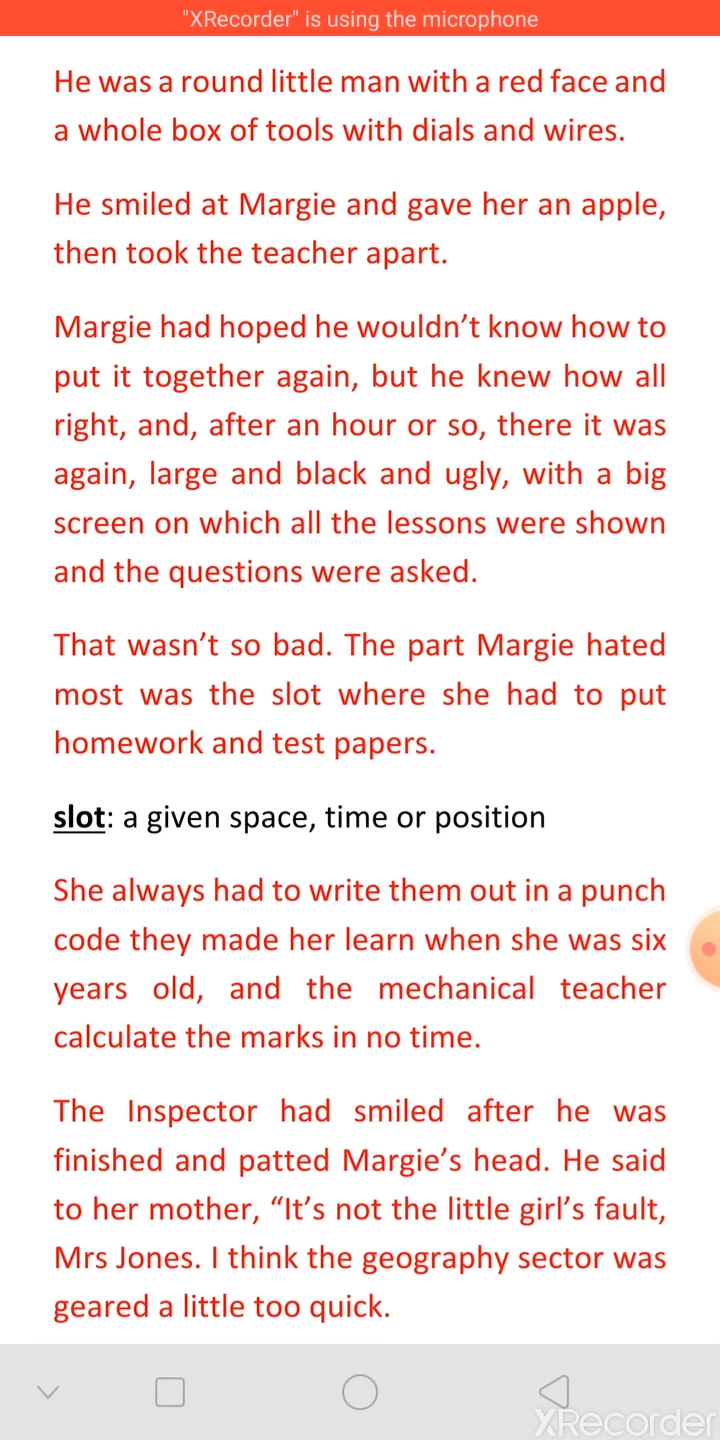 "XRecorder" is using the microphone
He was a round little man with a red face and
a whole box of tools with dials and wires.
He smiled at Margie and gave her an apple,
then took the teacher apart.
Margie had hoped he wouldn’t know how to
put it together again, but he knew how all
right, and, after an hour or so, there it was
again, large and black and ugly, with a big
screen on which all the lessons were shown
and the questions were asked.
That wasn’t so bad. The part Margie hated
most was the slot where she had to put
homework and test papers.
slot: a given space, time or position
She always had to write them out in a punch
code they made her learn when she was six
years old, and the mechanical teacher
calculate the marks in no time.
The Inspector had smiled after he was
finished and patted Margie’s head. He said
to her mother, “It’s not the little girl’s fault,
Mrs Jones. I think the geography sector was
geared a little too quick.
XRecorder